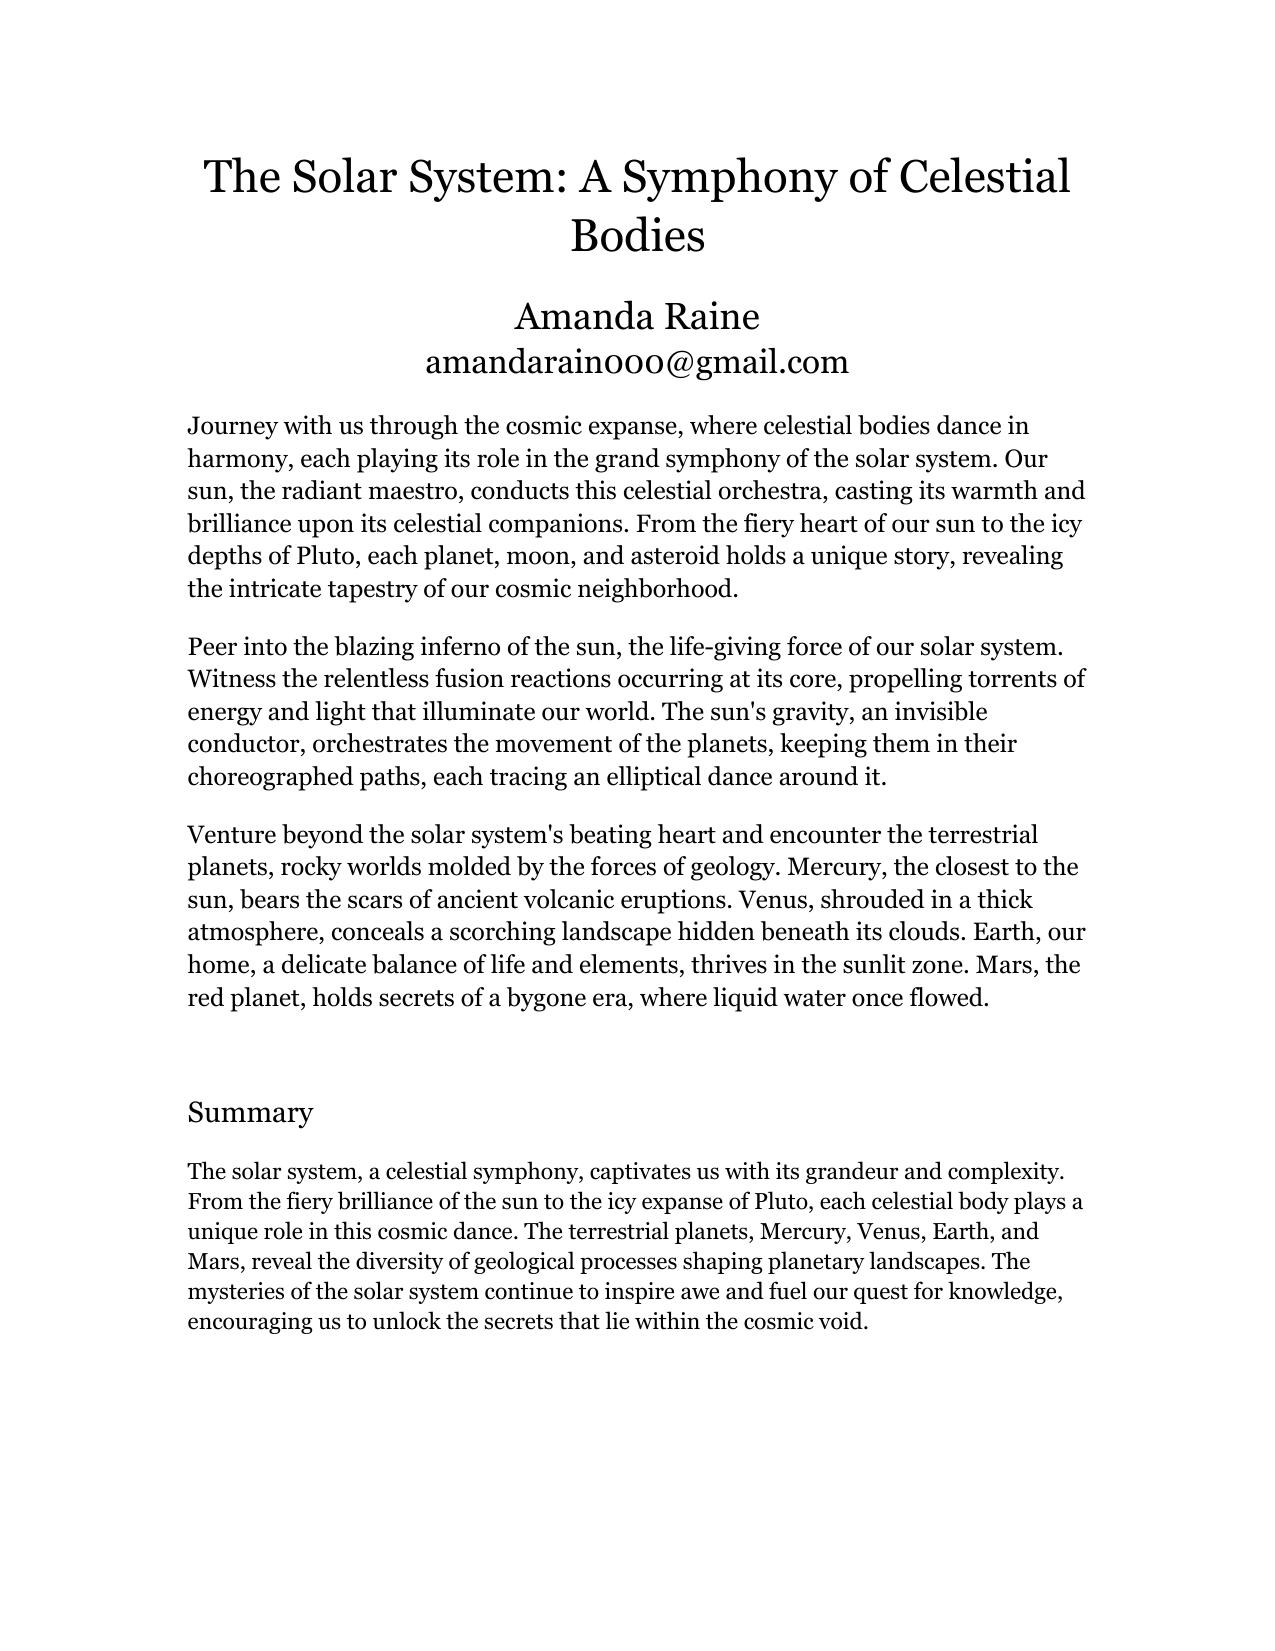 The Solar System: A Symphony of Celestial
Bodies
Amanda Raine
amandarain000@gmail.com
Journey with us through the cosmic expanse, where celestial bodies dance in
harmony, each playing its role in the grand symphony of the solar system. Our
sun, the radiant maestro, conducts this celestial orchestra, casting its warmth and
brilliance upon its celestial companions. From the fiery heart of our sun to the icy
depths of Pluto, each planet, moon, and asteroid holds a unique story, revealing
the intricate tapestry of our cosmic neighborhood.
Peer into the blazing inferno of the sun, the life-giving force of our solar system.
Witness the relentless fusion reactions occurring at its core, propelling torrents of
energy and light that illuminate our world. The sun's gravity, an invisible
conductor, orchestrates the movement of the planets, keeping them in their
choreographed paths, each tracing an elliptical dance around it.
Venture beyond the solar system's beating heart and encounter the terrestrial
planets, rocky worlds molded by the forces of geology. Mercury, the closest to the
sun, bears the scars of ancient volcanic eruptions. Venus, shrouded in a thick
atmosphere, conceals a scorching landscape hidden beneath its clouds. Earth, our
home, a delicate balance of life and elements, thrives in the sunlit zone. Mars, the
red planet, holds secrets of a bygone era, where liquid water once flowed.
Summary
The solar system, a celestial symphony, captivates us with its grandeur and complexity.
From the fiery brilliance of the sun to the icy expanse of Pluto, each celestial body plays a
unique role in this cosmic dance. The terrestrial planets, Mercury, Venus, Earth, and
Mars, reveal the diversity of geological processes shaping planetary landscapes. The
mysteries of the solar system continue to inspire awe and fuel our quest for knowledge,
encouraging us to unlock the secrets that lie within the cosmic void.